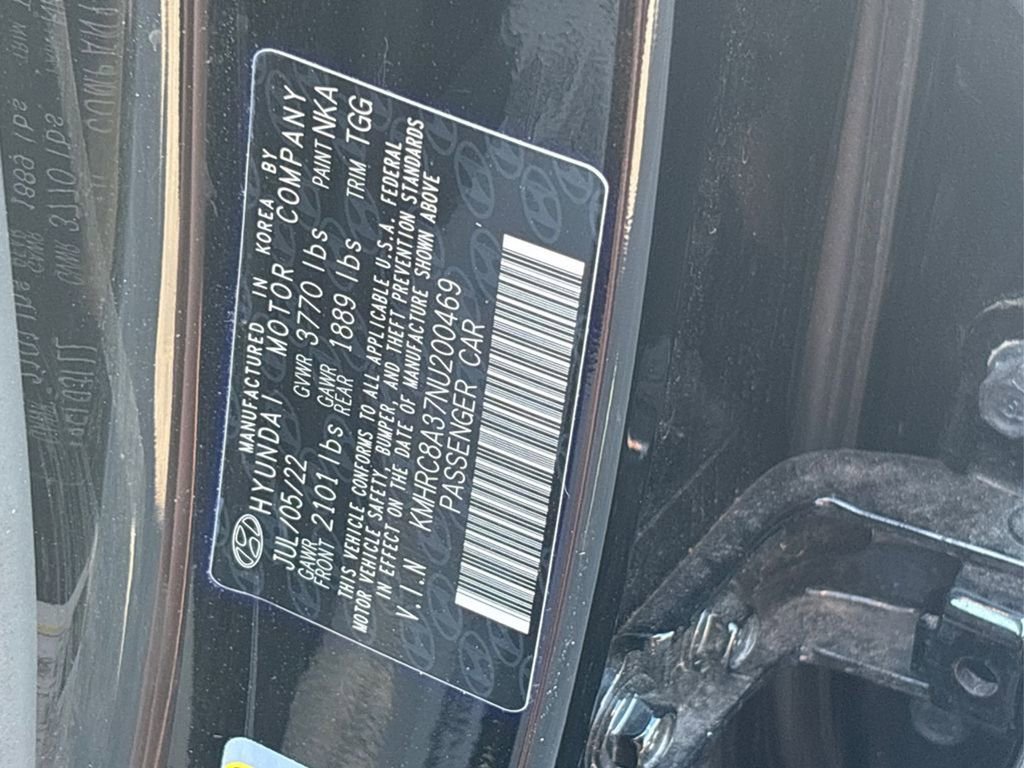 MANUFACTURED IN KOREA BY
HYUNDAI MOTOR COMPANY
JUL/05/22 GVWR 3770 lbs PAINT NKA
GAWR FRONT 2101 lbs GAWR REAR 1889 lbs TRIM TGG
THIS VEHICLE CONFORMS TO ALL APPLICABLE U.S.A. FEDERAL
MOTOR VEHICLE SAFETY, BUMPER, AND THEFT PREVENTION STANDARDS
IN EFFECT ON THE DATE OF MANUFACTURE SHOWN ABOVE
V.I.N KMHRC8A37NU200469
PASSENGER CAR